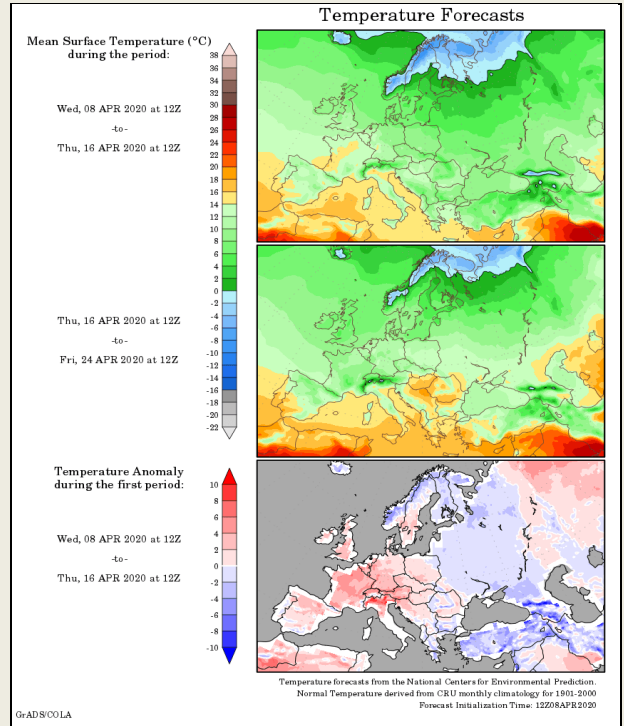 Temperature Forecasts
Mean Surface Temperature (°C)
during the period:
38
36
34
32
30
28
26
24
22
20
18
16
14
12
10
8
6
4
2
0
-2
-4
-6
-8
-10
-12
-14
-16
-18
-20
-22
Wed, 08 APR 2020 at 12Z
-to-
Thu, 16 APR 2020 at 12Z
Thu, 16 APR 2020 at 12Z
-to-
Fri, 24 APR 2020 at 12Z
Temperature Anomaly
during the first period:
10
8
6
4
2
0
-2
-4
-6
-8
-10
Wed, 08 APR 2020 at 12Z
-to-
Thu, 16 APR 2020 at 12Z
Temperature forecasts from the National Centers for Environmental Prediction.
Normal Temperature derived from CRU monthly climatology for 1901-2000
Forecast Initialization Time: 12Z08APR2020
GrADS/COLA